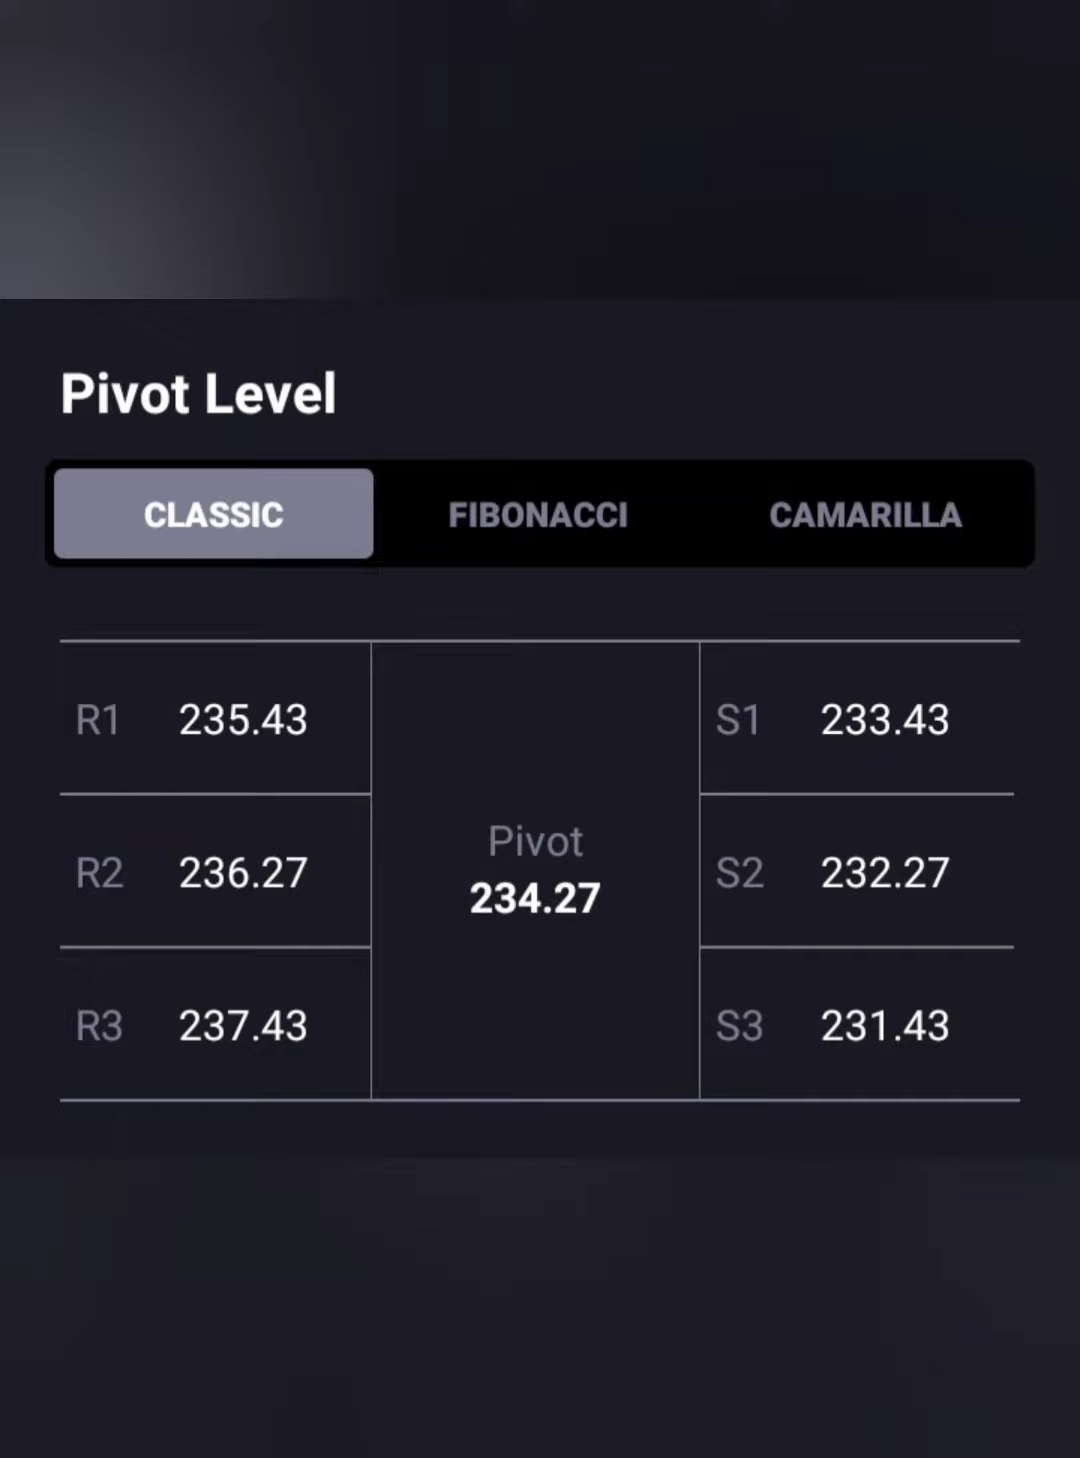 Pivot Level
CLASSIC FIBONACCI CAMARILLA
R1 235.43
R2 236.27
R3 237.43
Pivot
234.27
S1 233.43
S2 232.27
S3 231.43